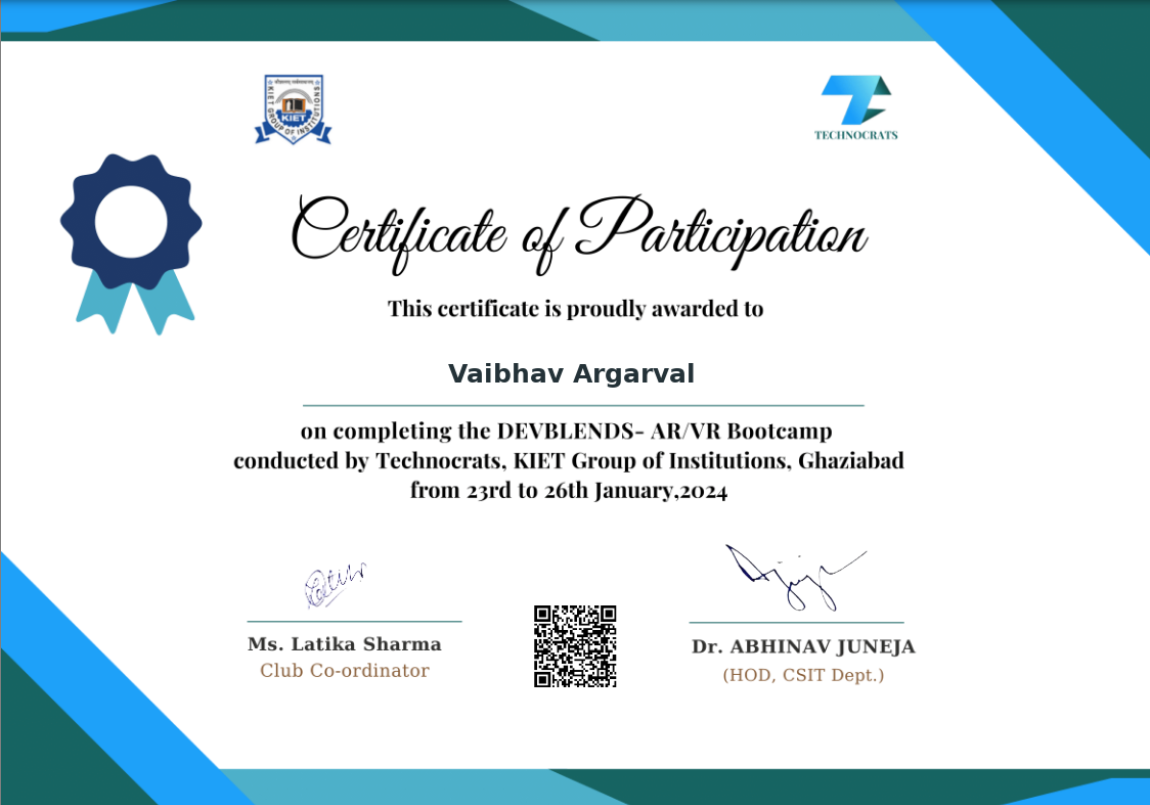 KIET GROUP OF INSTITUTIONS
KIET
TECHNOCRATS
Certificate of Participation
This certificate is proudly awarded to
Vaibhav Argarval
on completing the DEVBLENDS- AR/VR Bootcamp
conducted by Technocrats, KIET Group of Institutions, Ghaziabad
from 23rd to 26th January,2024
Ms. Latika Sharma
Club Co-ordinator
Dr. ABHINAV JUNEJA
(HOD, CSIT Dept.)